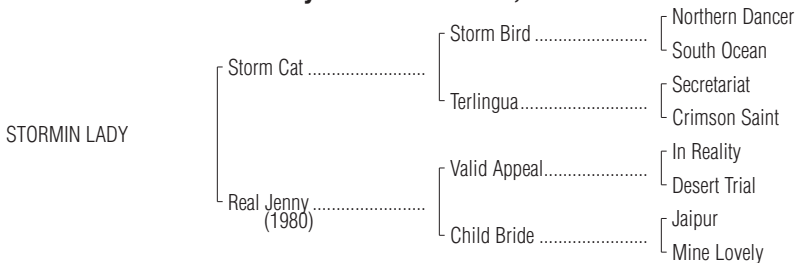 Northern Dancer
Storm Bird ........................
South Ocean
Storm Cat .........................
Secretariat
Terlingua...........................
Crimson Saint
STORMIN LADY
In Reality
Valid Appeal......................
Desert Trial
Real Jenny ........................
(1980)
Jaipur
Child Bride .......................
Mine Lovely